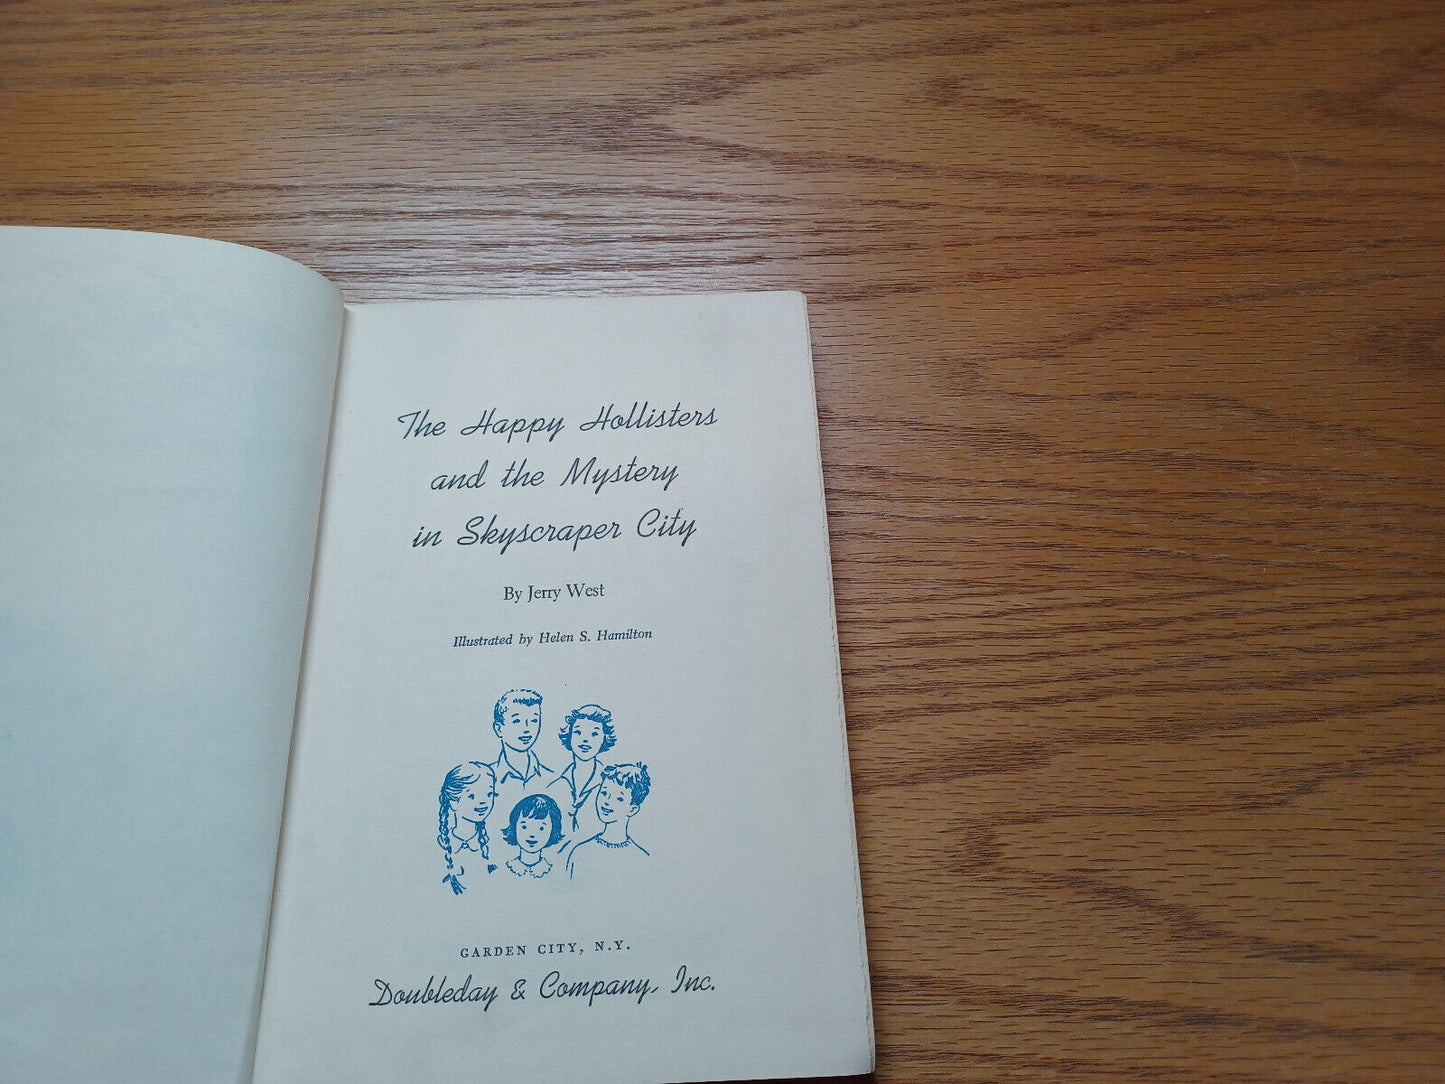 The Happy Hollisters
and the Mystery
in Skyscraper City
By Jerry West
Illustrated by Helen S. Hamilton
GARDEN CITY, N.Y.
Doubleday & Company, Inc.